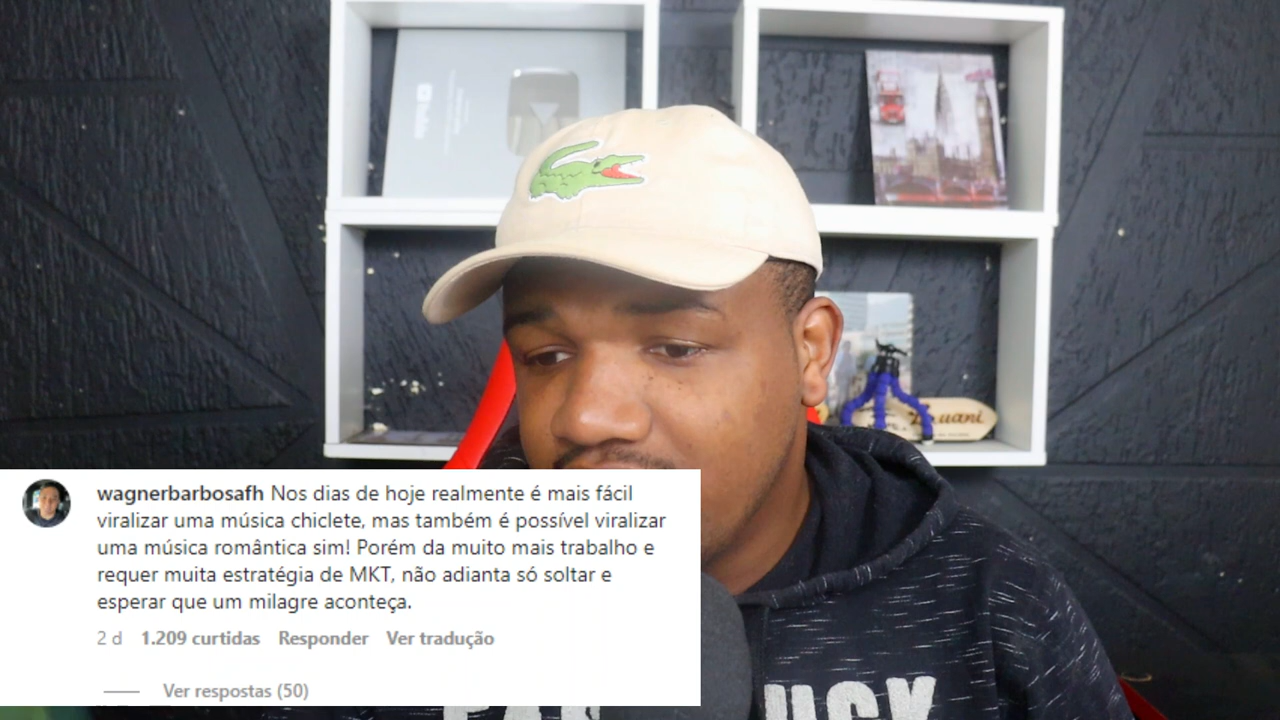 wagnerbarbosafh Nos dias de hoje realmente é mais fácil
viralizar uma música chiclete, mas também é possível viralizar
uma música romântica sim! Porém da muito mais trabalho e
requer muita estratégia de MKT, não adianta só soltar e
esperar que um milagre aconteça.
2 d 1.209 curtidas Responder Ver tradução
Ver respostas (50)